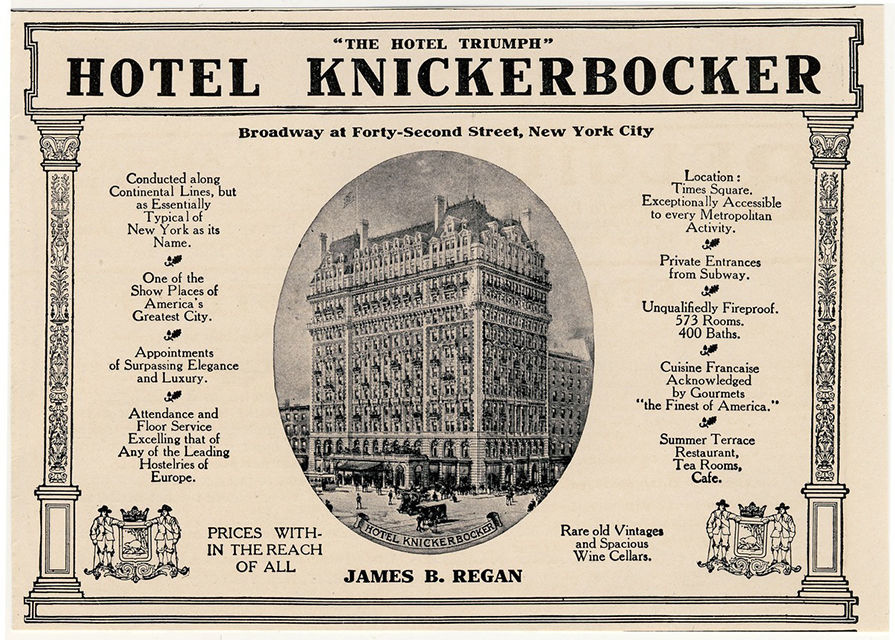 "THE HOTEL TRIUMPH"
HOTEL KNICKERBOCKER
Broadway at Forty-Second Street, New York City
Conducted along
Continental Lines, but
as Essentially
Typical of
New York as its
Name.
One of the
Show Places of
America's
Greatest City.
Appointments
of Surpassing Elegance
and Luxury.
Attendance and
Floor Service
Excelling that of
Any of the Leading
Hostelries of
Europe.
PRICES WITH-
IN THE REACH
OF ALL
HOTEL KNICKERBOCKER
JAMES B. REGAN
Location:
Times Square.
Exceptionally Accessible
to every Metropolitan
Activity.
Private Entrances
from Subway.
Unqualifiedly Fireproof.
573 Rooms.
400 Baths.
Cuisine Francaise
Acknowledged
by Gourmets
"the Finest of America."
Summer Terrace
Restaurant,
Tea Rooms,
Cafe.
Rare old Vintages
and Spacious
Wine Cellars.